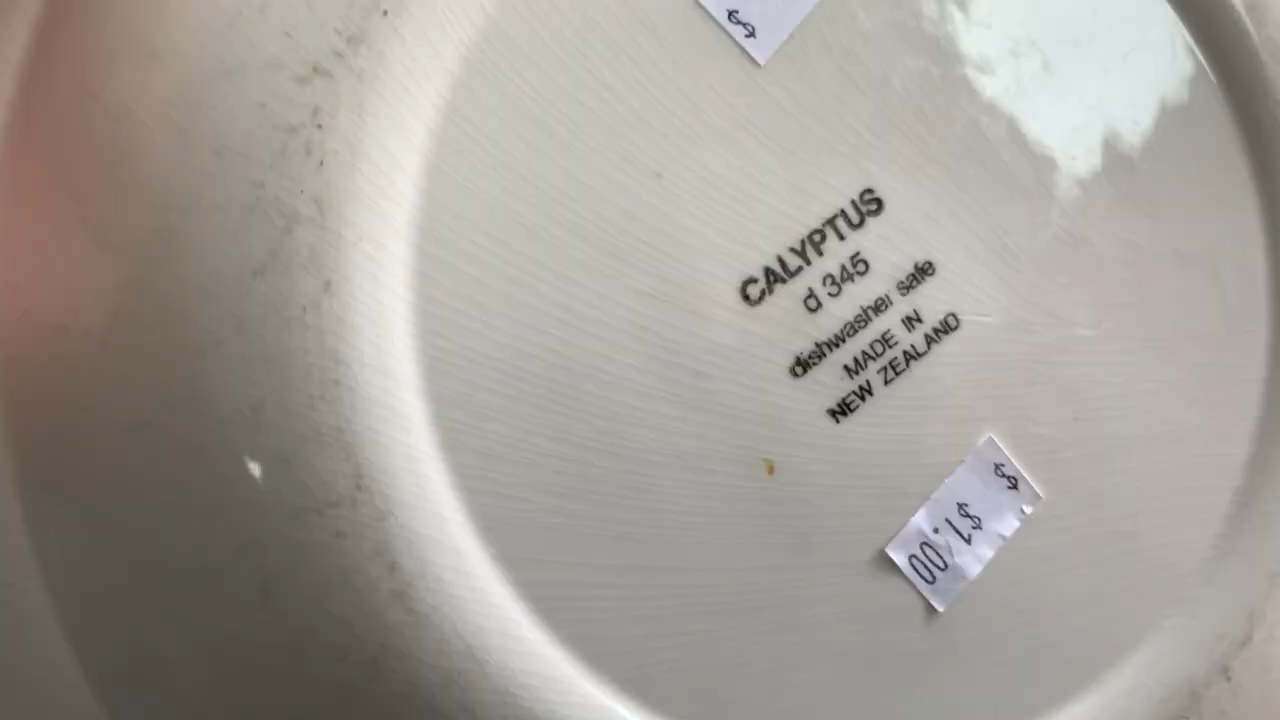 $
CALYPTUS
d 345
dishwasher safe
MADE IN
NEW ZEALAND
$
$1.00